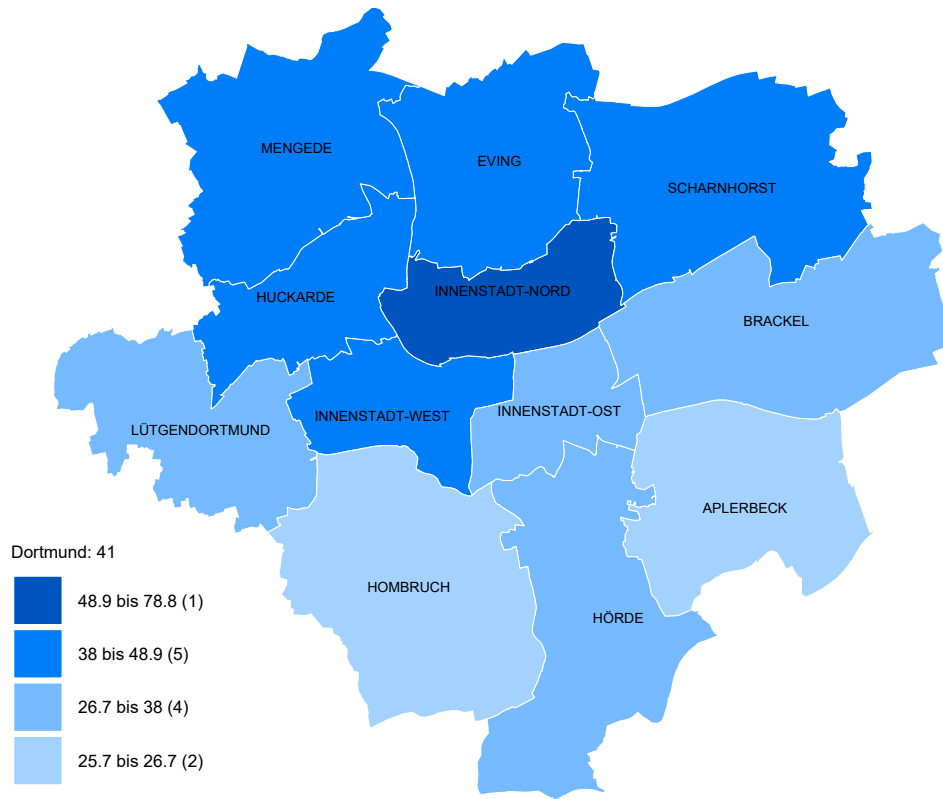 MENGEDE
EVING
SCHARNHORST
HUCKARDE
INNENSTADT-NORD
BRACKEL
INNENSTADT-WEST
INNENSTADT-OST
LÜTGENDORTMUND
APLERBECK
HOMBRUCH
HÖRDE
Dortmund: 41
48.9 bis 78.8 (1)
38 bis 48.9 (5)
26.7 bis 38 (4)
25.7 bis 26.7 (2)